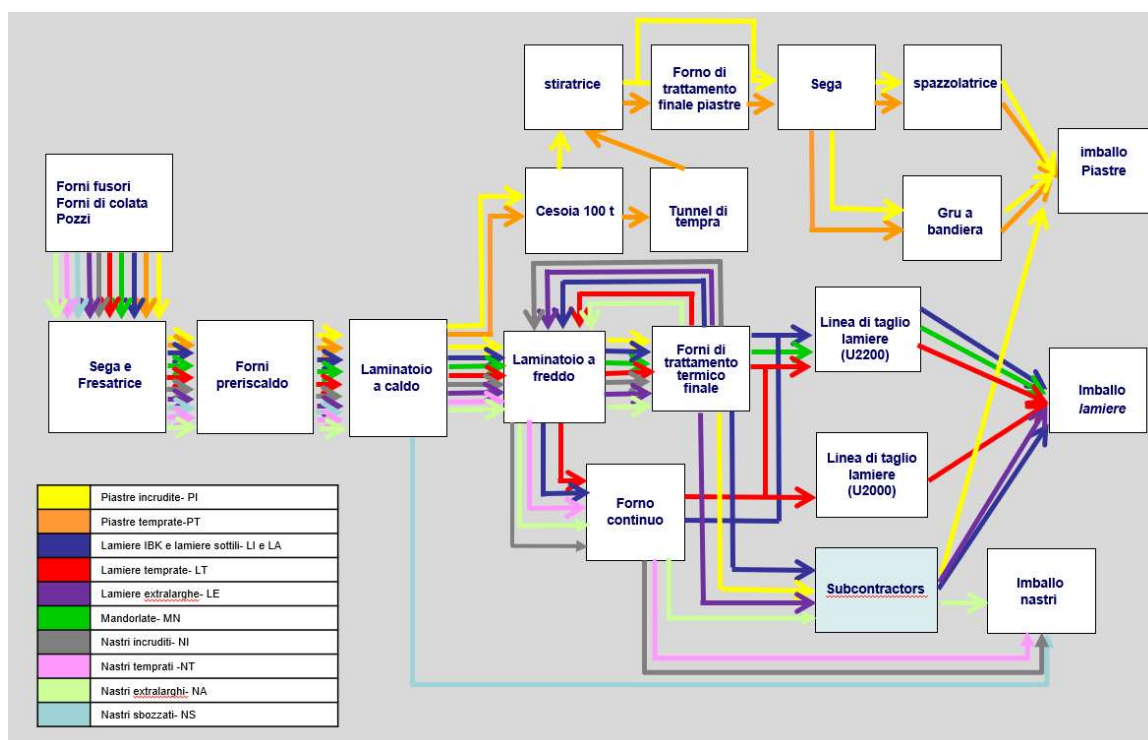 stiratrice
Forno di
trattamento
finale piastre
Sega
spazzolatrice
imballo
Piastre
Forni fusori
Forni di colata
Pozzi
Cesoia 100 t
Tunnel di
tempra
Gru a
bandiera
Sega e
Fresatrice
Forni
preriscaldo
Laminatoio
a caldo
Laminatoio a
freddo
Forni di
trattamento
termico
finale
Linea di taglio
lamiere
(U2200)
Imballo
lamiere
Linea di taglio
lamiere
(U2000)
Forno
continuo
Subcontractors
Imballo
nastri
Piastre incrudite- PI
Piastre temprate-PT
Lamiere IBK e lamiere sottili- LI e LA
Lamiere temprate- LT
Lamiere extralarghe- LE
Mandorlate- MN
Nastri incruditi- NI
Nastri temprati -NT
Nastri extralarghi- NA
Nastri sbozzati- NS